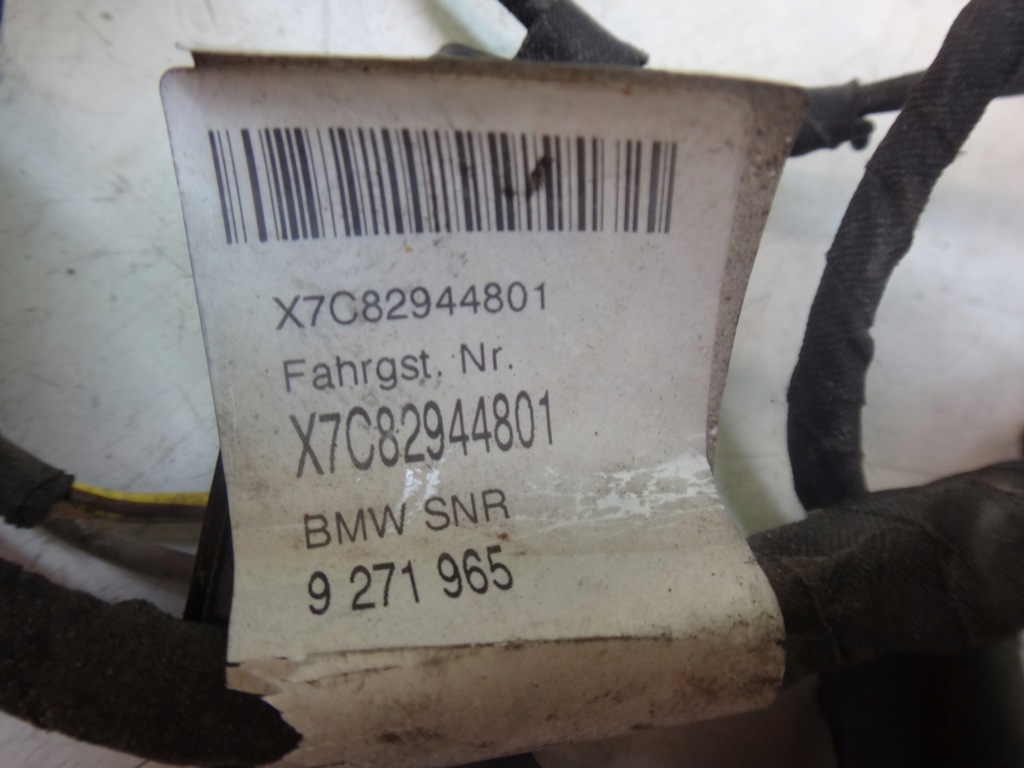 X7C82944801
Fahrgst. Nr.
X7C82944801
BMW SNR
9 271 965